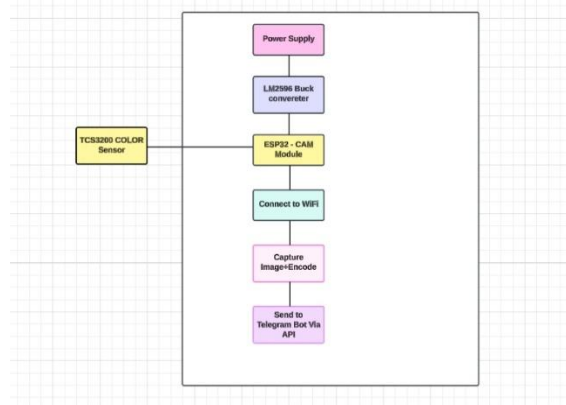 Power Supply
LM2596 Buck
convereter
TCS3200 COLOR
Sensor
ESP32 - CAM
Module
Connect to WiFi
Capture
Image+Encode
Send to
Telegram Bot Via
API